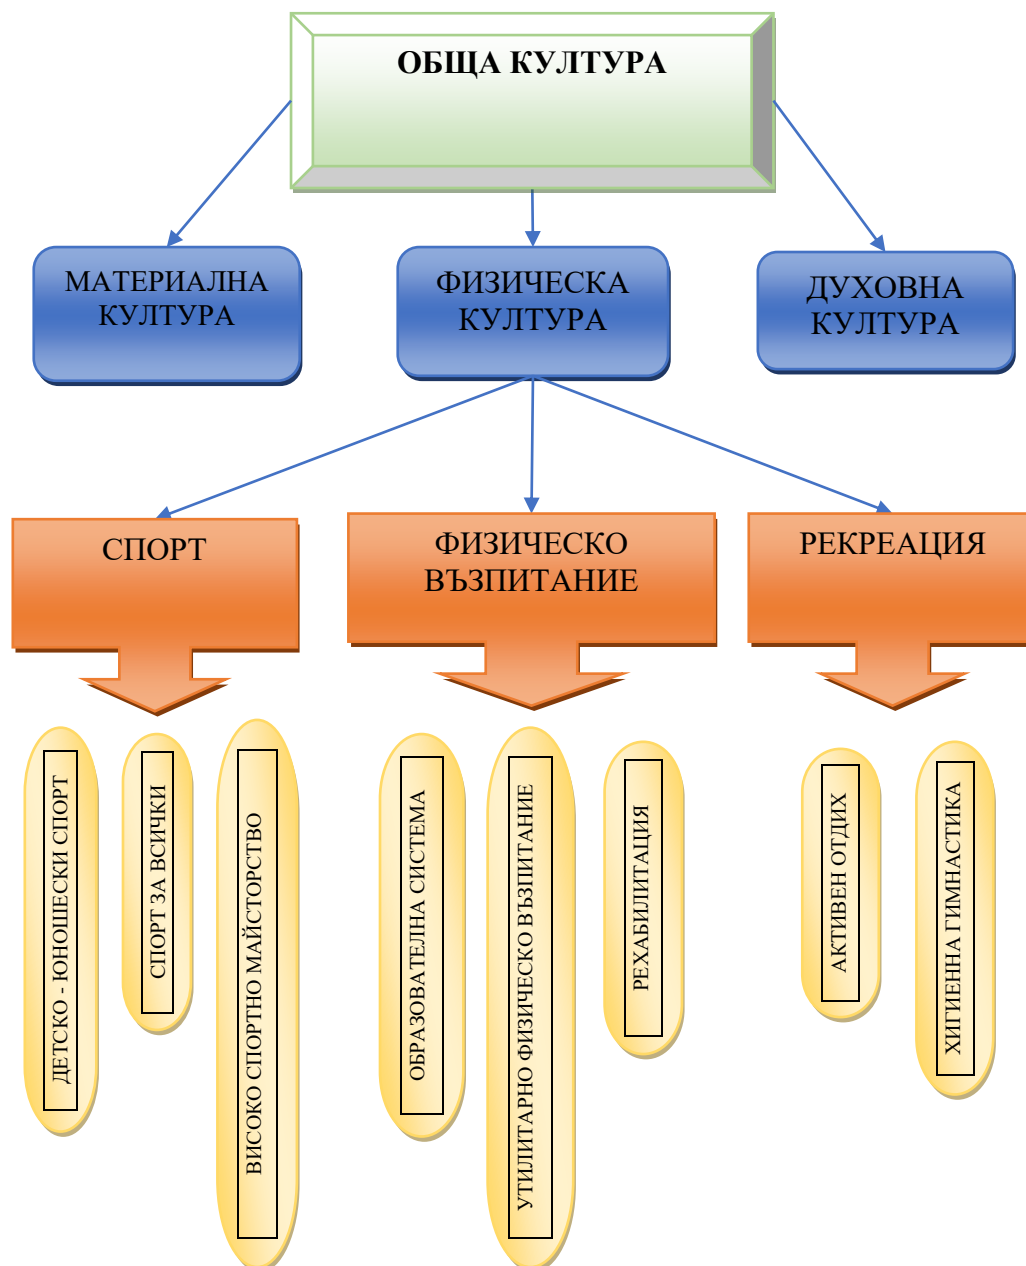 ОБЩА КУЛТУРА
МАТЕРИАЛНА
КУЛТУРА
ФИЗИЧЕСКА
КУЛТУРА
ДУХОВНА
КУЛТУРА
СПОРТ
ФИЗИЧЕСКО
ВЪЗПИТАНИЕ
РЕКРЕАЦИЯ
ДЕТСКО - ЮНОШЕСКИ СПОРТ
СПОРТ ЗА ВСИЧКИ
ВИСОКО СПОРТНО МАЙСТОРСТВО
ОБРАЗОВАТЕЛНА СИСТЕМА
УТИЛИТАРНО ФИЗИЧЕСКО ВЪЗПИТАНИЕ
РЕХАБИЛИТАЦИЯ
АКТИВЕН ОТДИХ
ХИГИЕННА ГИМНАСТИКА